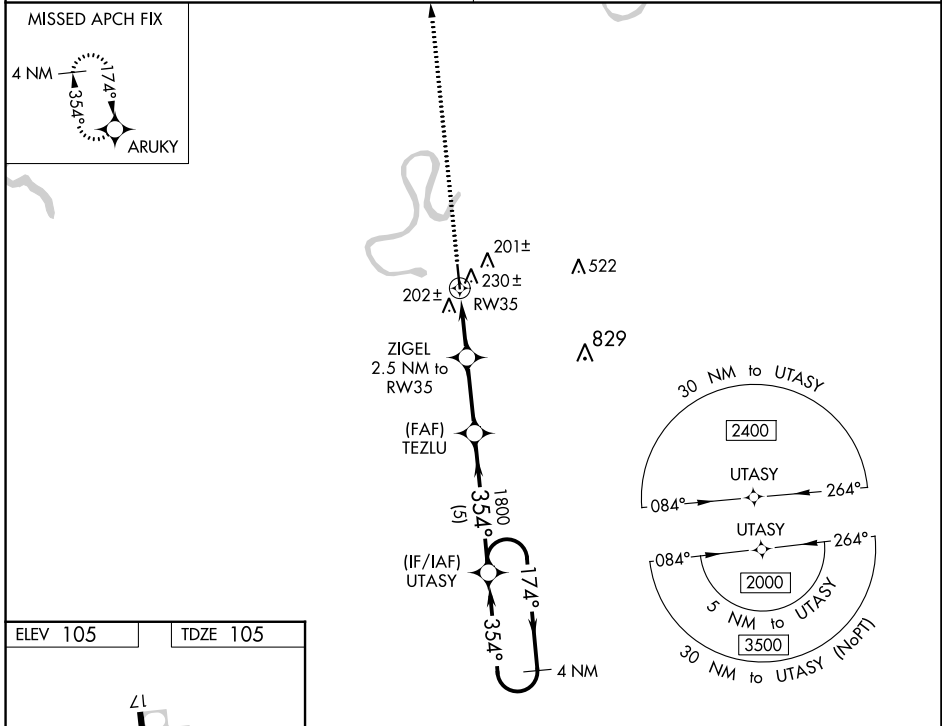 MISSED APCH FIX
4 NM
354°
174°
ARUKY
201±
230±
522
202±
RW35
829
ZIGEL
2.5 NM to
RW35
(FAF)
TEZLU
1800
354°
(5)
(IF/IAF)
UTASY
174°
354°
4 NM
30 NM to UTASY
2400
UTASY
084°
264°
UTASY
084°
264°
2000
5 NM to UTASY
3500
30 NM to UTASY (NoPT)
ELEV 105
TDZE 105
17